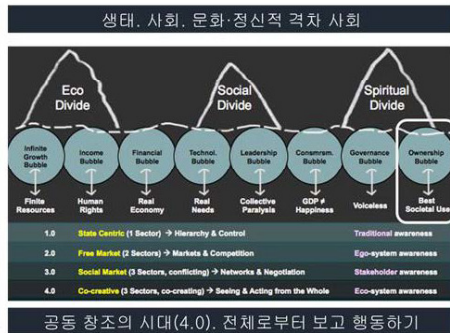 생태. 사회. 문화·정신적 격차 사회
Eco Divide
Social Divide
Spiritual Divide
Infinite Growth Bubble
Income Bubble
Financial Bubble
Technol. Bubble
Leadership Bubble
Consmrsm. Bubble
Governance Bubble
Ownership Bubble
Finite Resources
Human Rights
Real Economy
Real Needs
Collective Paralysis
GDP ≠ Happiness
Voiceless
Best Societal Use
1.0 State Centric (1 Sector) → Hierarchy & Control Traditional awareness
2.0 Free Market (2 Sectors) → Markets & Competition Ego-system awareness
3.0 Social Market (3 Sectors, conflicting) → Networks & Negotiation Stakeholder awareness
4.0 Co-creative (3 Sectors, co-creating) → Seeing & Acting from the Whole Eco-system awareness
공동 창조의 시대(4.0). 전체로부터 보고 행동하기